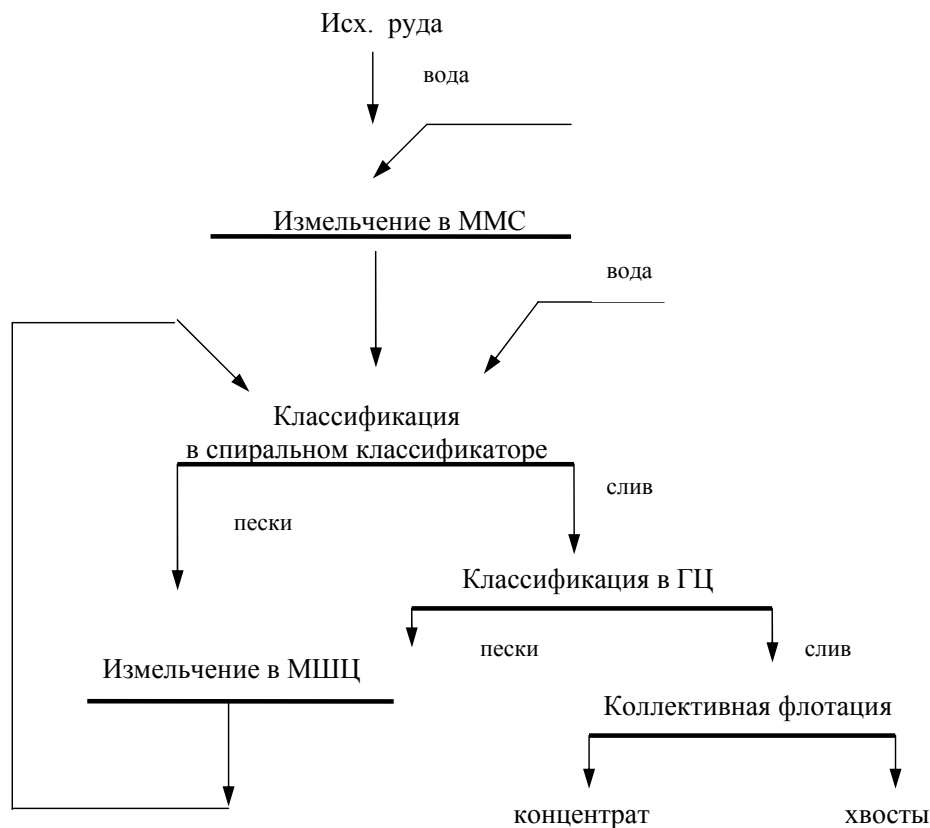 Исх. руда
вода
Измельчение в ММС
вода
Классификация
в спиральном классификаторе
слив
пески
Классификация в ГЦ
пески
слив
Измельчение в МШЦ
Коллективная флотация
концентрат
хвосты